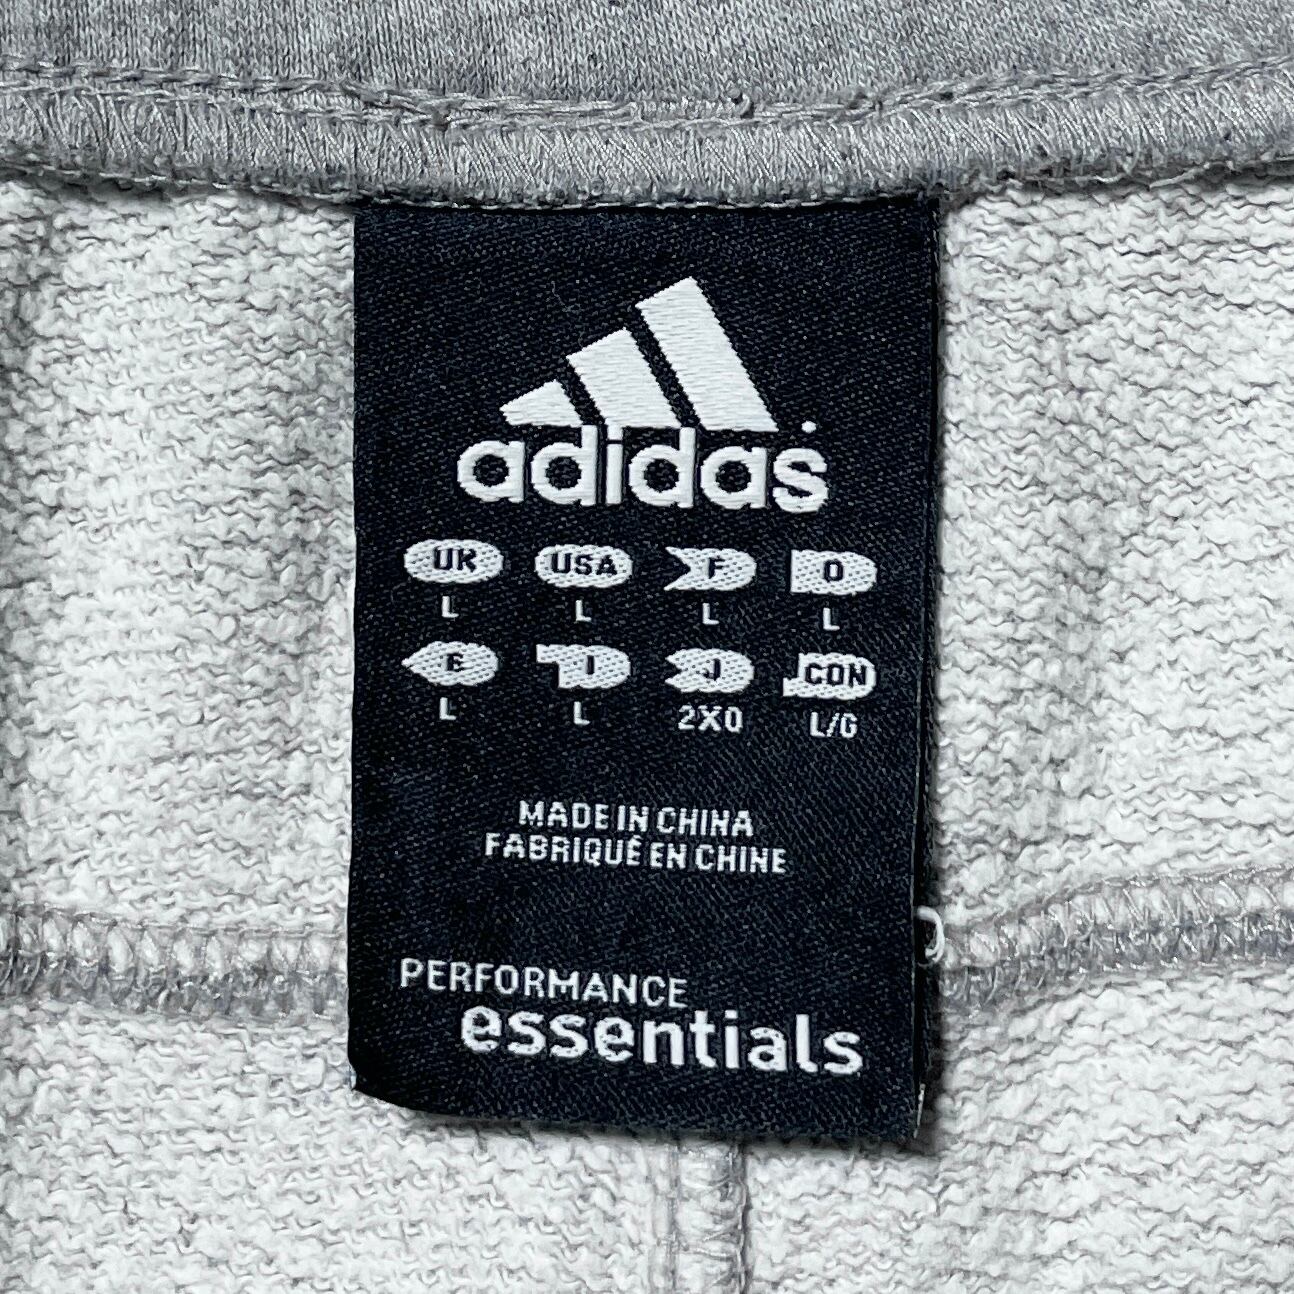 adidas
UK USA F D
L L L L
E I J CON
L L 2XO L/G
MADE IN CHINA
FABRIQUÉ EN CHINE
PERFORMANCE
essentials